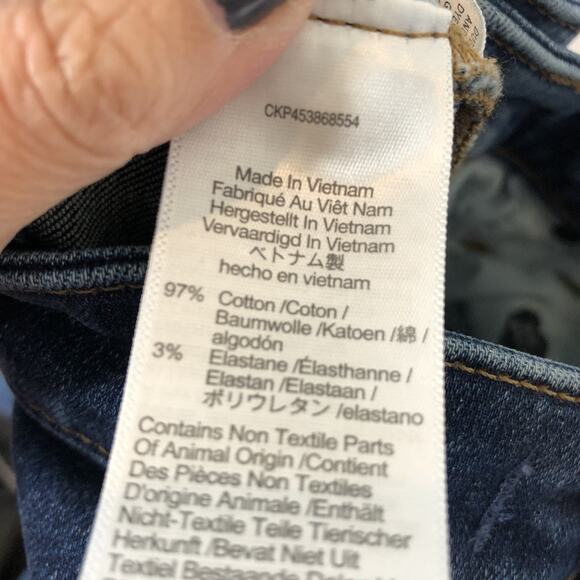 CKP453868554
Made In Vietnam
Fabriqué Au Viêt Nam
Hergestellt In Vietnam
Vervaardigd In Vietnam
ベトナム製
hecho en vietnam
97% Cotton /Coton /
Baumwolle /Katoen /綿 /
algodón
3% Elastane /Élasthanne /
Elastan /Elastaan /
ポリウレタン /elastano
Contains Non Textile Parts
Of Animal Origin /Contient
Des Pièces Non Textiles
D'origine Animale /Enthält
Nicht-Textile Teile Tierischer
Herkunft /Bevat Niet Uit
Textiel Bestaande